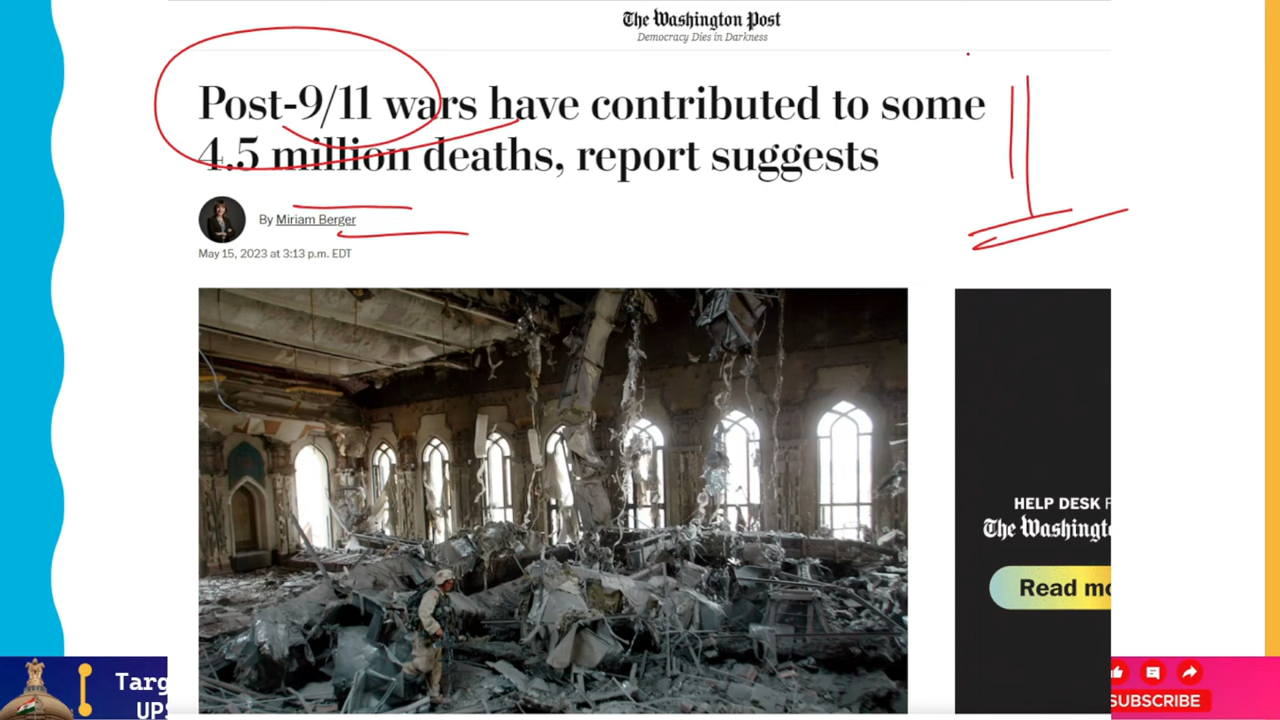 The Washington Post
Democracy Dies in Darkness
Post-9/11 wars have contributed to some
4.5 million deaths, report suggests
By Miriam Berger
May 15, 2023 at 3:13 p.m. EDT
HELP DESK F
The Washingt
Read mo
Targ
UPS
SUBSCRIBE